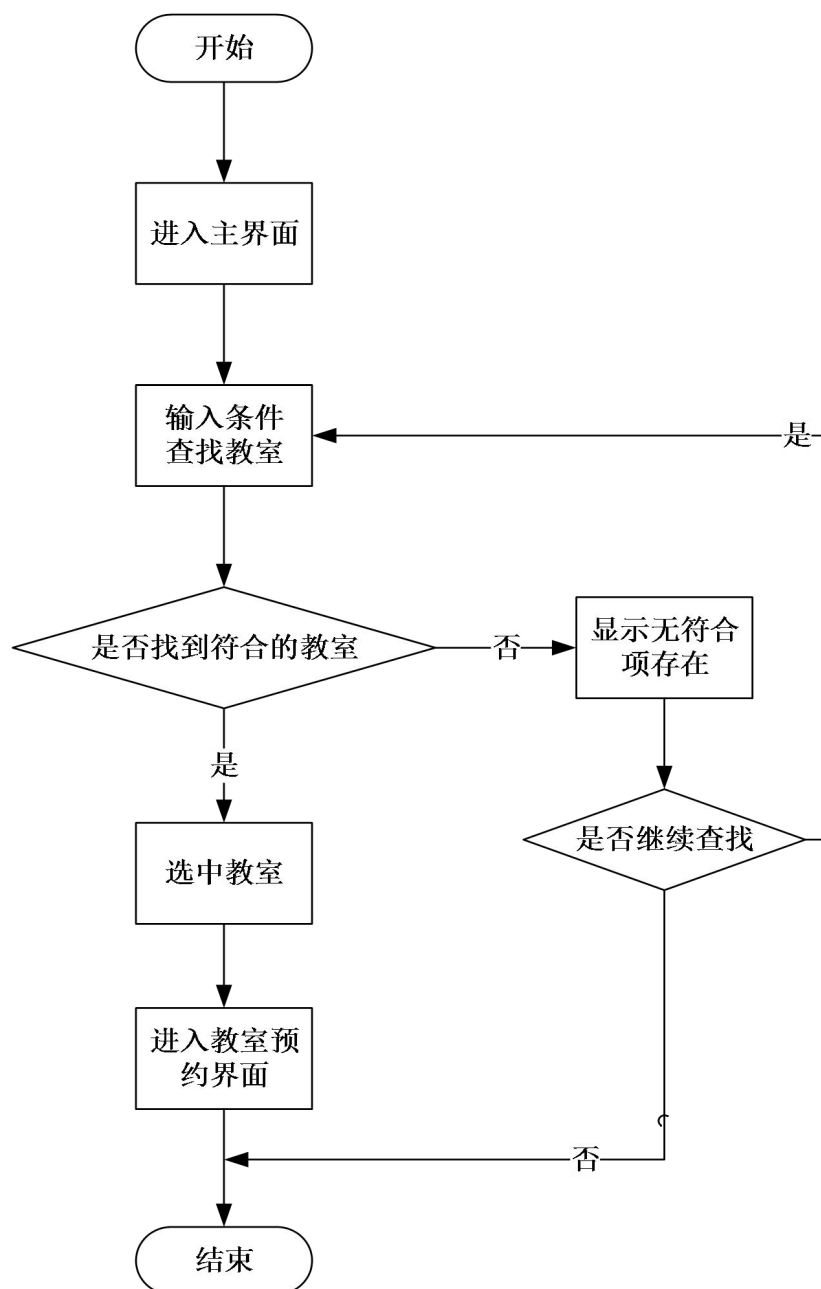 开始
进入主界面
输入条件
查找教室
是
是否找到符合的教室
否
显示无符合
项存在
是
是否继续查找
选中教室
进入教室预
约界面
否
结束